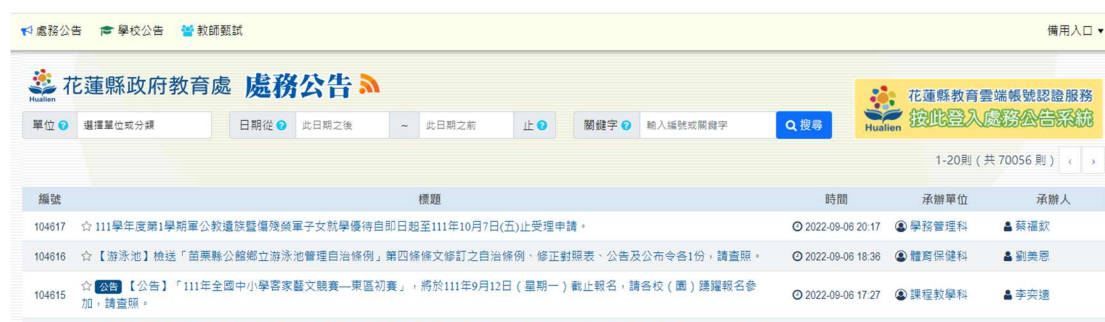 處務公告 學校公告 教師甄試 備用入口
Hualien 花蓮縣政府教育處 處務公告
Hualien 花蓮縣教育雲端帳號認證服務
按此登入處務公告系統
單位 選擇單位或分類 日期從 此日期之後 ~ 此日期之前 止 關鍵字 輸入編號或關鍵字 搜尋
1-20則 ( 共 70056 則 ) ‹ ›
編號 標題 時間 承辦單位 承辦人
104617 ☆ 111學年度第1學期軍公教遺族暨傷殘榮軍子女就學優待自即日起至111年10月7日(五)止受理申請。 2022-09-06 20:17 學務管理科 蔡福欽
104616 ☆ 【游泳池】檢送「苗栗縣公館鄉立游泳池管理自治條例」第四條條文修訂之自治條例、修正對照表、公告及公布令各1份,請查照。 2022-09-06 18:36 體育保健科 劉美恩
104615 ☆ 公告 【公告】「111年全國中小學客家藝文競賽—東區初賽」,將於111年9月12日(星期一)截止報名,請各校(園)踴躍報名參
加,請查照。 2022-09-06 17:27 課程教學科 李奕遠